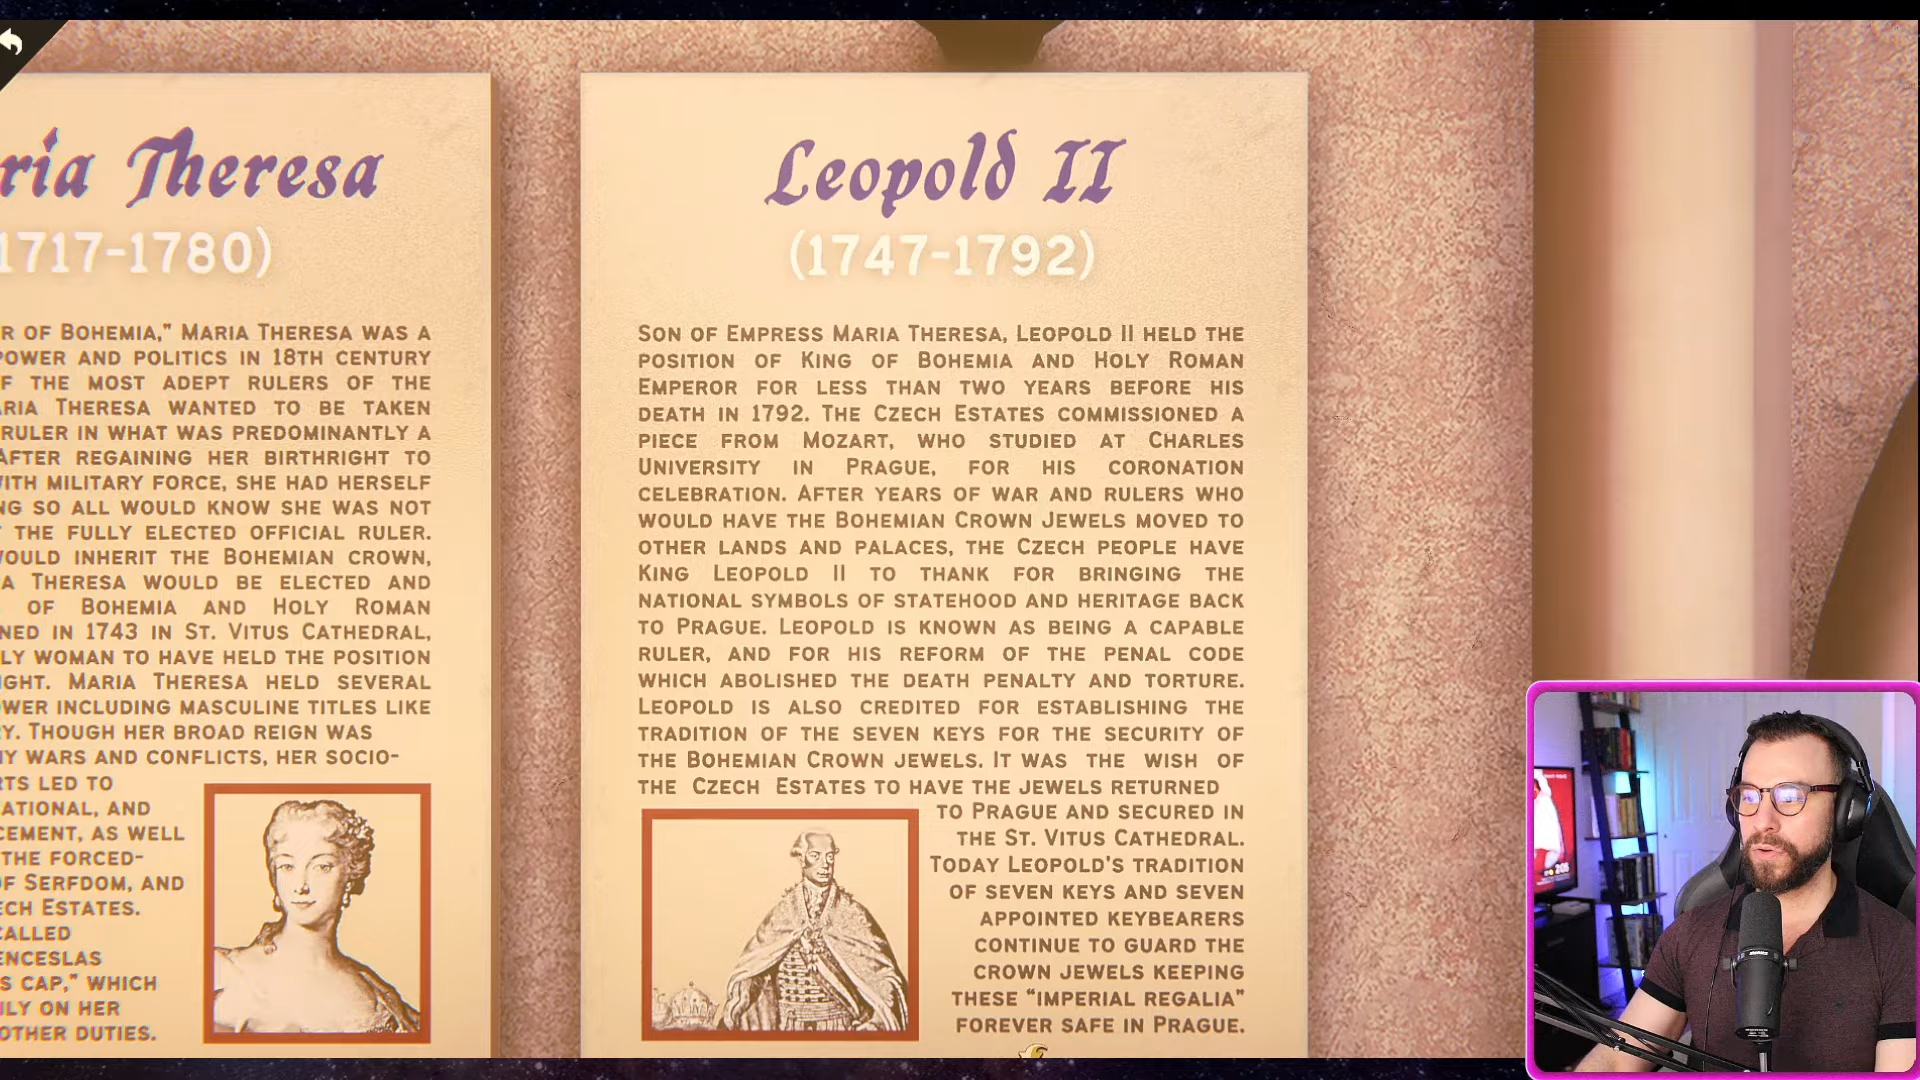 ria Theresa
1717-1780)
R OF BOHEMIA,” MARIA THERESA WAS A
POWER AND POLITICS IN 18TH CENTURY
F THE MOST ADEPT RULERS OF THE
ARIA THERESA WANTED TO BE TAKEN
RULER IN WHAT WAS PREDOMINANTLY A
AFTER REGAINING HER BIRTHRIGHT TO
WITH MILITARY FORCE, SHE HAD HERSELF
NG SO ALL WOULD KNOW SHE WAS NOT
THE FULLY ELECTED OFFICIAL RULER.
WOULD INHERIT THE BOHEMIAN CROWN,
A THERESA WOULD BE ELECTED AND
OF BOHEMIA AND HOLY ROMAN
NED IN 1743 IN ST. VITUS CATHEDRAL,
LY WOMAN TO HAVE HELD THE POSITION
IGHT. MARIA THERESA HELD SEVERAL
OWER INCLUDING MASCULINE TITLES LIKE
Y. THOUGH HER BROAD REIGN WAS
NY WARS AND CONFLICTS, HER SOCIO-
RTS LED TO
ATIONAL, AND
CEMENT, AS WELL
THE FORCED-
OF SERFDOM, AND
ECH ESTATES.
CALLED
ENCESLAS
S CAP,” WHICH
ILY ON HER
OTHER DUTIES.
Leopold II
(1747-1792)
SON OF EMPRESS MARIA THERESA, LEOPOLD II HELD THE
POSITION OF KING OF BOHEMIA AND HOLY ROMAN
EMPEROR FOR LESS THAN TWO YEARS BEFORE HIS
DEATH IN 1792. THE CZECH ESTATES COMMISSIONED A
PIECE FROM MOZART, WHO STUDIED AT CHARLES
UNIVERSITY IN PRAGUE, FOR HIS CORONATION
CELEBRATION. AFTER YEARS OF WAR AND RULERS WHO
WOULD HAVE THE BOHEMIAN CROWN JEWELS MOVED TO
OTHER LANDS AND PALACES, THE CZECH PEOPLE HAVE
KING LEOPOLD II TO THANK FOR BRINGING THE
NATIONAL SYMBOLS OF STATEHOOD AND HERITAGE BACK
TO PRAGUE. LEOPOLD IS KNOWN AS BEING A CAPABLE
RULER, AND FOR HIS REFORM OF THE PENAL CODE
WHICH ABOLISHED THE DEATH PENALTY AND TORTURE.
LEOPOLD IS ALSO CREDITED FOR ESTABLISHING THE
TRADITION OF THE SEVEN KEYS FOR THE SECURITY OF
THE BOHEMIAN CROWN JEWELS. IT WAS THE WISH OF
THE CZECH ESTATES TO HAVE THE JEWELS RETURNED
TO PRAGUE AND SECURED IN
THE ST. VITUS CATHEDRAL.
TODAY LEOPOLD'S TRADITION
OF SEVEN KEYS AND SEVEN
APPOINTED KEYBEARERS
CONTINUE TO GUARD THE
CROWN JEWELS KEEPING
THESE “IMPERIAL REGALIA”
FOREVER SAFE IN PRAGUE.